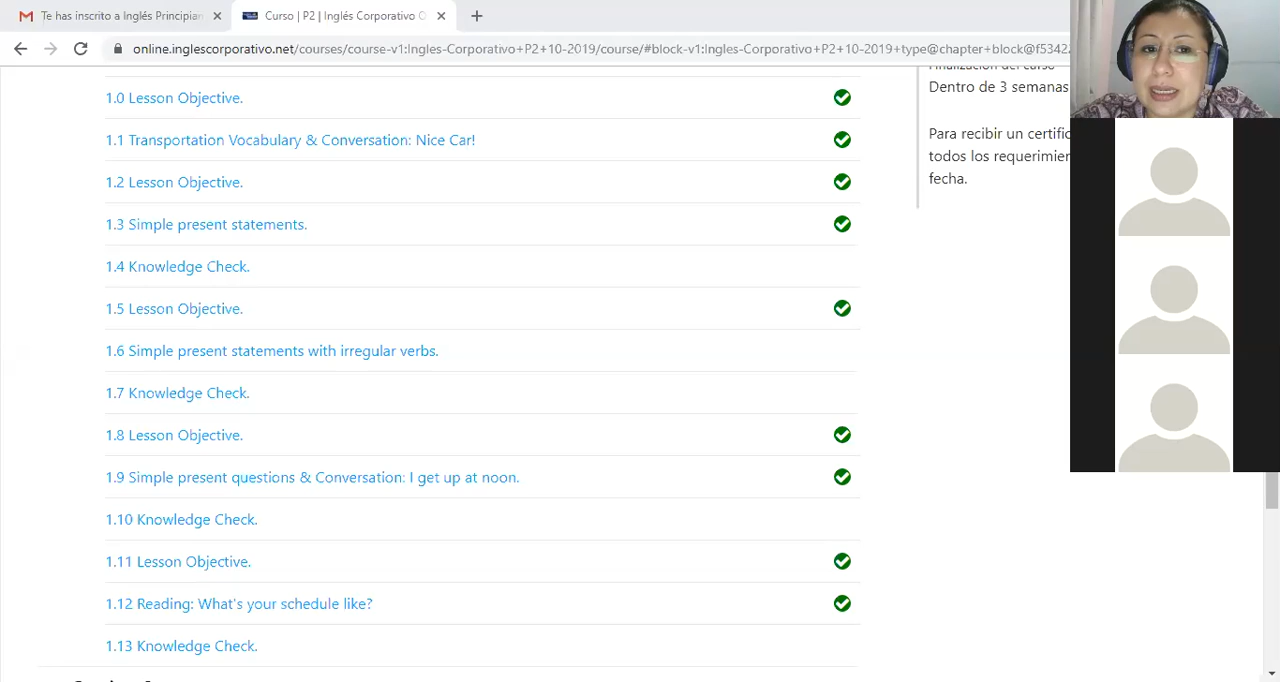 Te has inscrito a Inglés Principian
Curso | P2 | Inglés Corporativo O
online.inglescorporativo.net/courses/course-v1:Ingles-Corporativo+P2+10-2019/course/#block-v1:Ingles-Corporativo+P2+10-2019+type@chapter+block@f5342
1.0 Lesson Objective.
1.1 Transportation Vocabulary & Conversation: Nice Car!
1.2 Lesson Objective.
1.3 Simple present statements.
1.4 Knowledge Check.
1.5 Lesson Objective.
1.6 Simple present statements with irregular verbs.
1.7 Knowledge Check.
1.8 Lesson Objective.
1.9 Simple present questions & Conversation: I get up at noon.
1.10 Knowledge Check.
1.11 Lesson Objective.
1.12 Reading: What's your schedule like?
1.13 Knowledge Check.
Finalización del curso
Dentro de 3 semanas
Para recibir un certific
todos los requerimier
fecha.